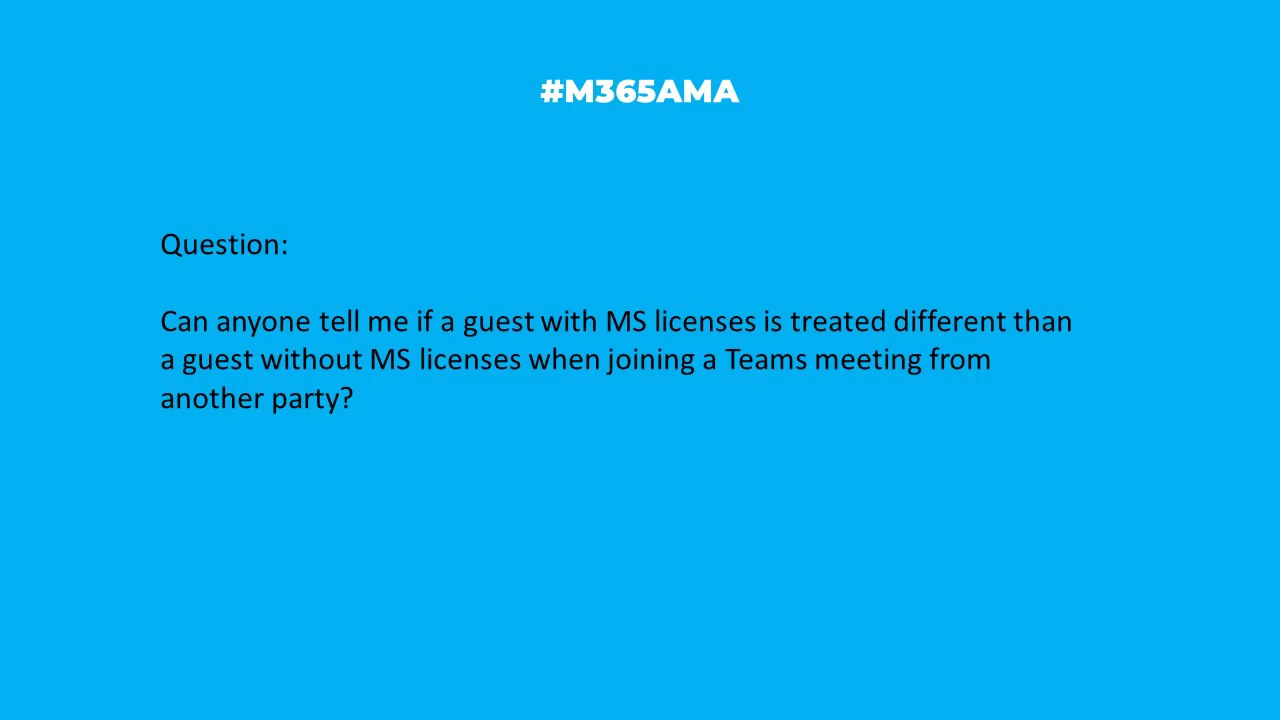 #M365AMA
Question:
Can anyone tell me if a guest with MS licenses is treated different than
a guest without MS licenses when joining a Teams meeting from
another party?